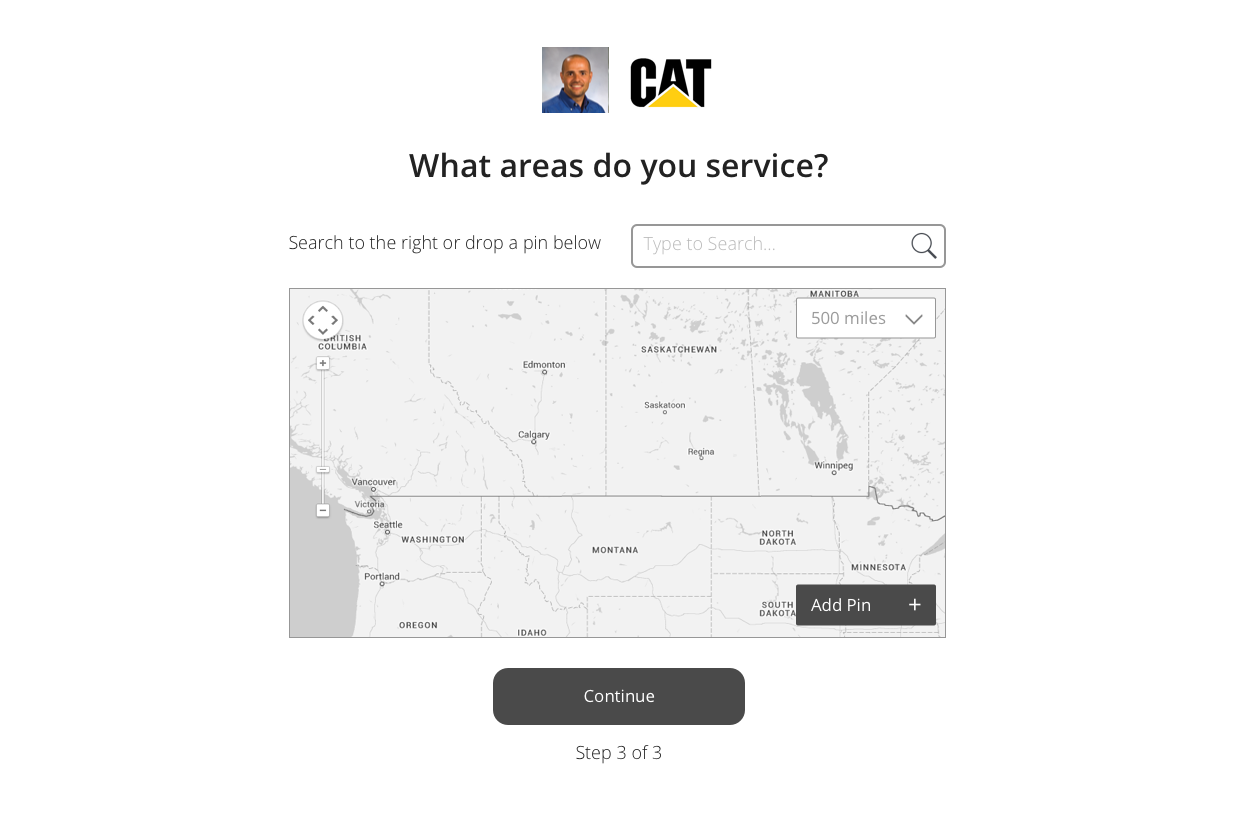 CAT
What areas do you service?
Search to the right or drop a pin below
Type to Search...
MANITOBA
500 miles
BRITISH
COLUMBIA
SASKATCHEWAN
Edmonton
Saskatoon
Calgary
Regina
Winnipeg
Vancouver
Victoria
Seattle
WASHINGTON
NORTH
DAKOTA
MONTANA
MINNESOTA
Portland
SOUTH
DAKOTA
Add Pin +
OREGON
IDAHO
Continue
Step 3 of 3